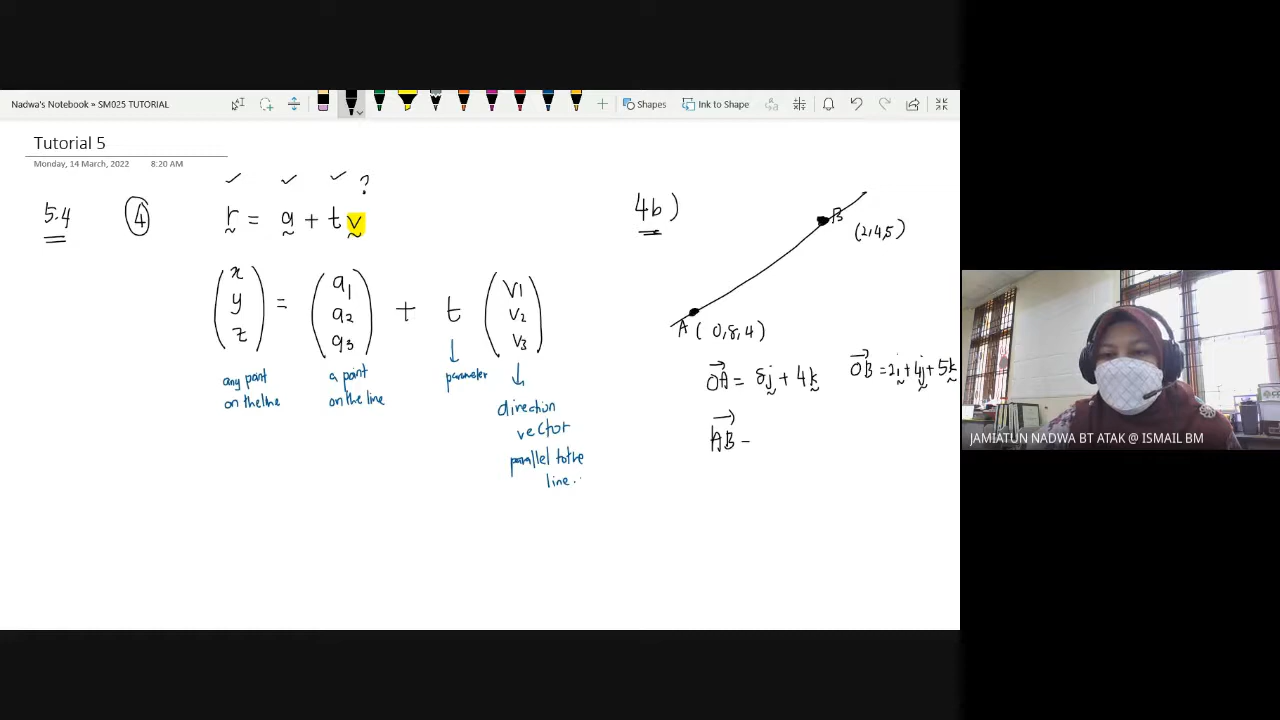 Nadwa's Notebook » SM025 TUTORIAL
Shapes
Ink to Shape
Tutorial 5
Monday, 14 March, 2022 8:20 AM
5.4
4
?
r = a + t v
( x y z ) = ( a1 a2 a3 ) + t ( v1 v2 v3 )
any point
on the line
a point
on the line
parameter
direction
vector
parallel to the
line..
4b)
B
(2,4,5)
A ( 0,8,4)
OA = 8j + 4k
OB = 2i + 4j + 5k
AB =
JAMIATUN NADWA BT ATAK @ ISMAIL BM